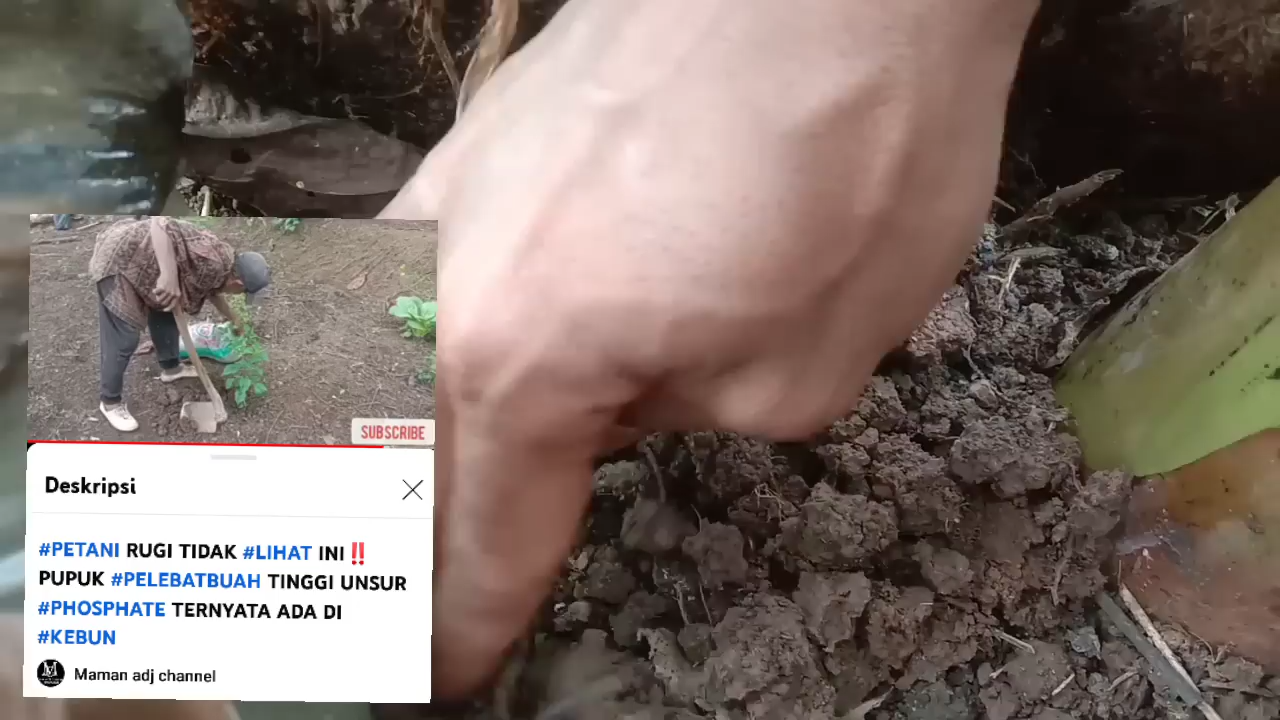 SUBSCRIBE
Deskripsi
#PETANI RUGI TIDAK #LIHAT INI‼️
PUPUK #PELEBATBUAH TINGGI UNSUR
#PHOSPHATE TERNYATA ADA DI
#KEBUN
Maman adj channel